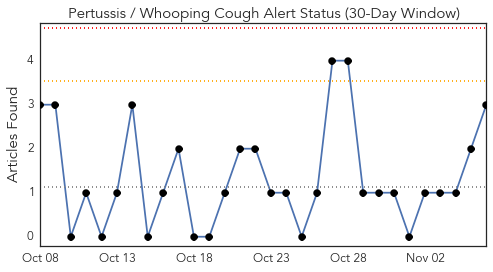 Pertussis / Whooping Cough Alert Status (30-Day Window)
Articles Found
4
3
2
1
0
Oct 08 Oct 13 Oct 18 Oct 23 Oct 28 Nov 02